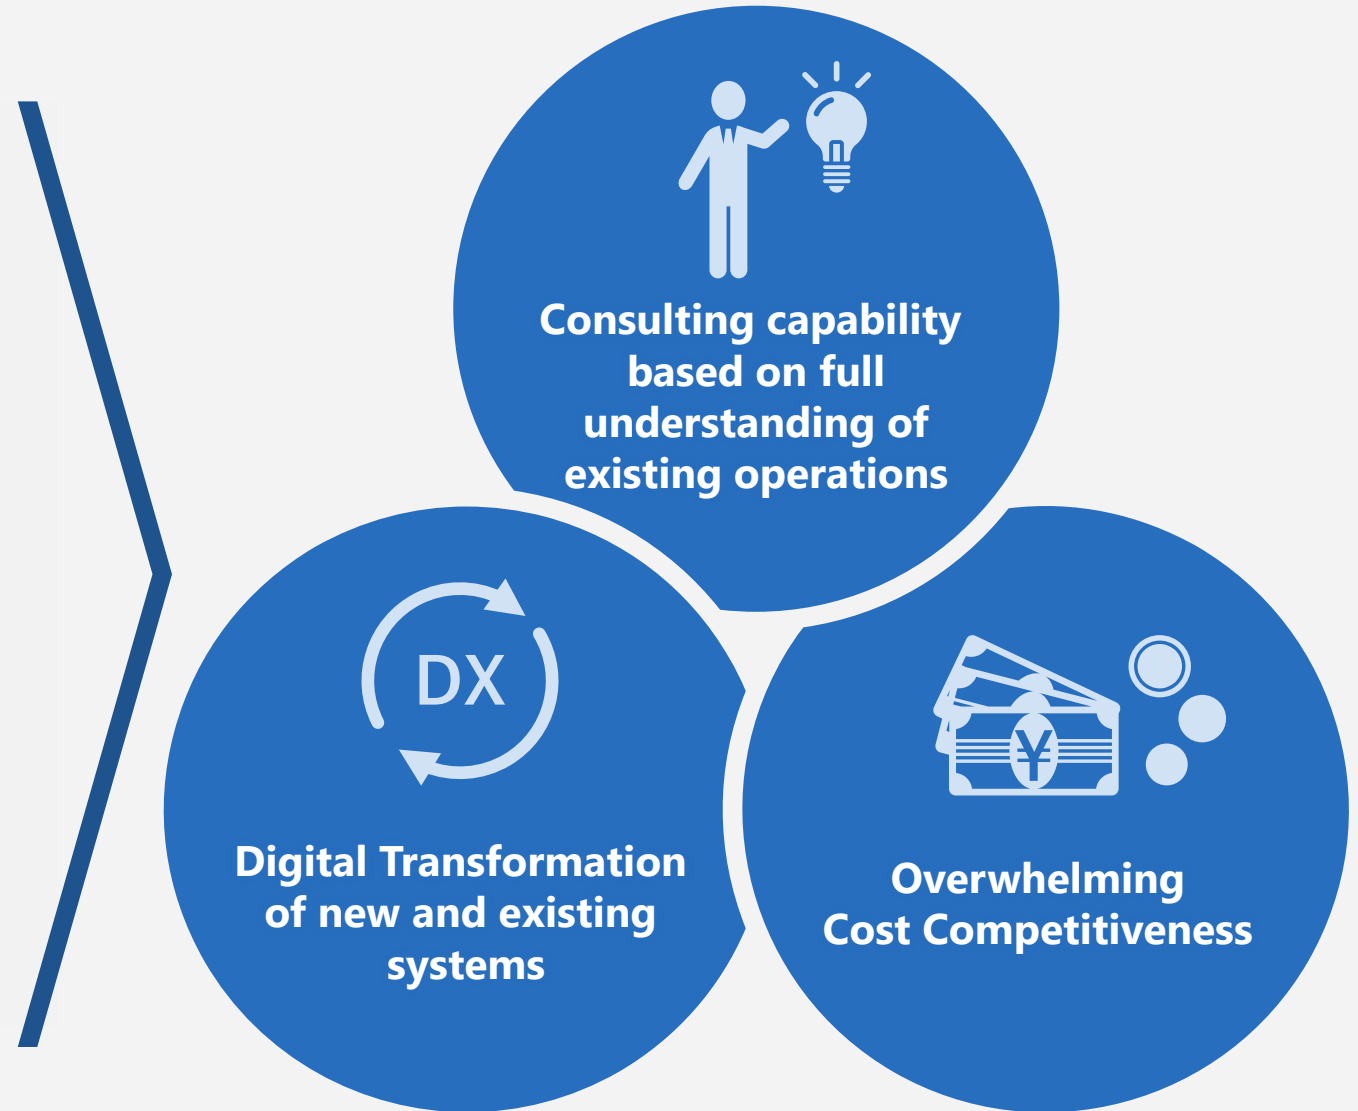 Consulting capability
based on full
understanding of
existing operations
DX
Digital Transformation
of new and existing
systems
¥
Overwhelming
Cost Competitiveness